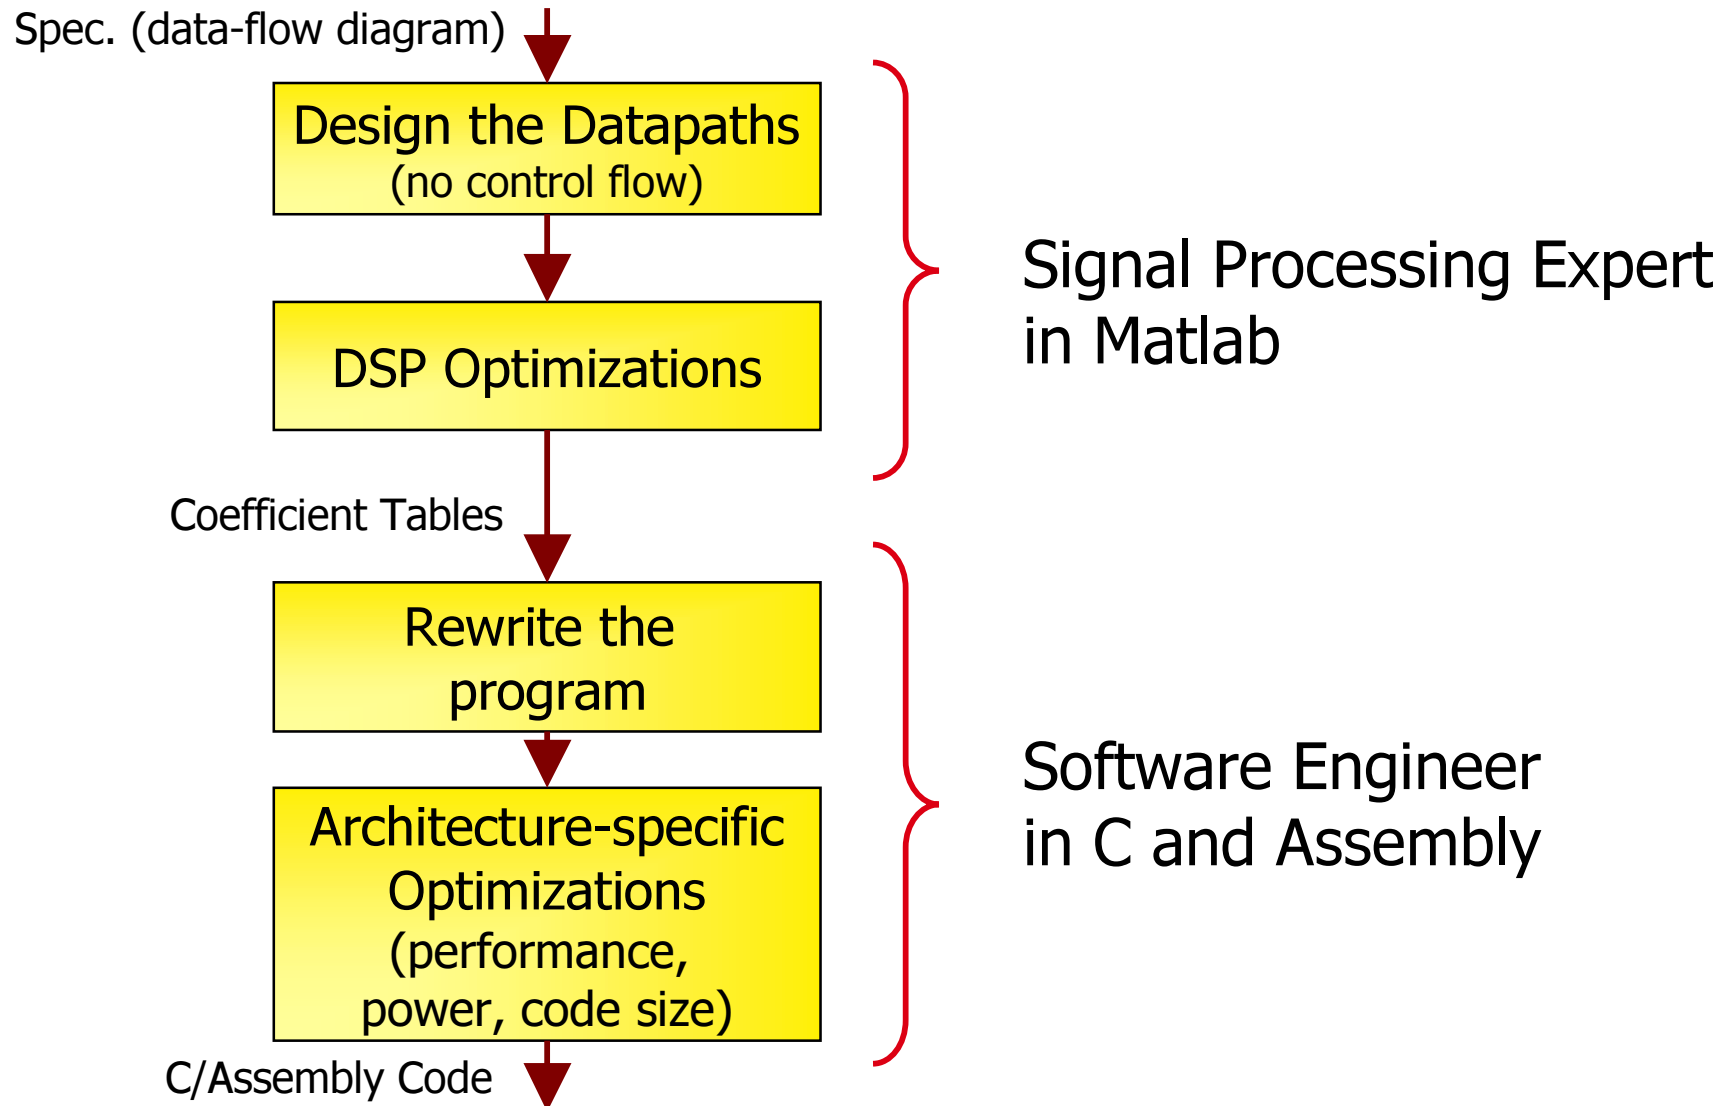 Spec. (data-flow diagram)
Design the Datapaths
(no control flow)
DSP Optimizations
Signal Processing Expert
in Matlab
Coefficient Tables
Rewrite the
program
Architecture-specific
Optimizations
(performance,
power, code size)
Software Engineer
in C and Assembly
C/Assembly Code